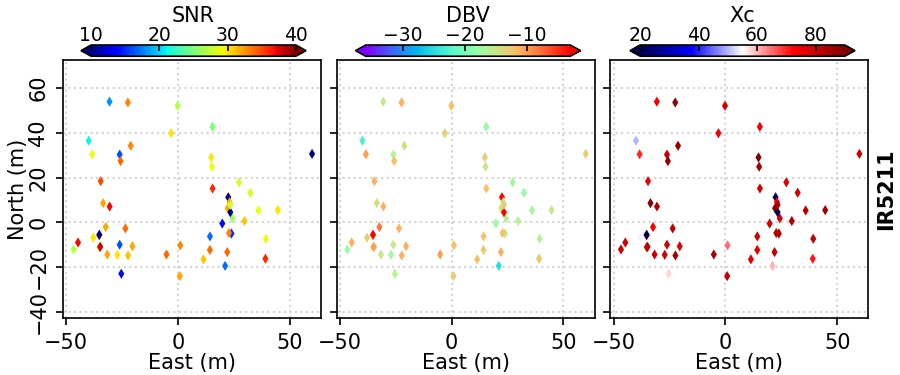 SNR DBV Xc
10 20 30 40 −30 −20 −10 20 40 60 80
60
40
20
0
−20
−40
North (m)
IR5211
−50 0 50 −50 0 50 −50 0 50
East (m) East (m) East (m)